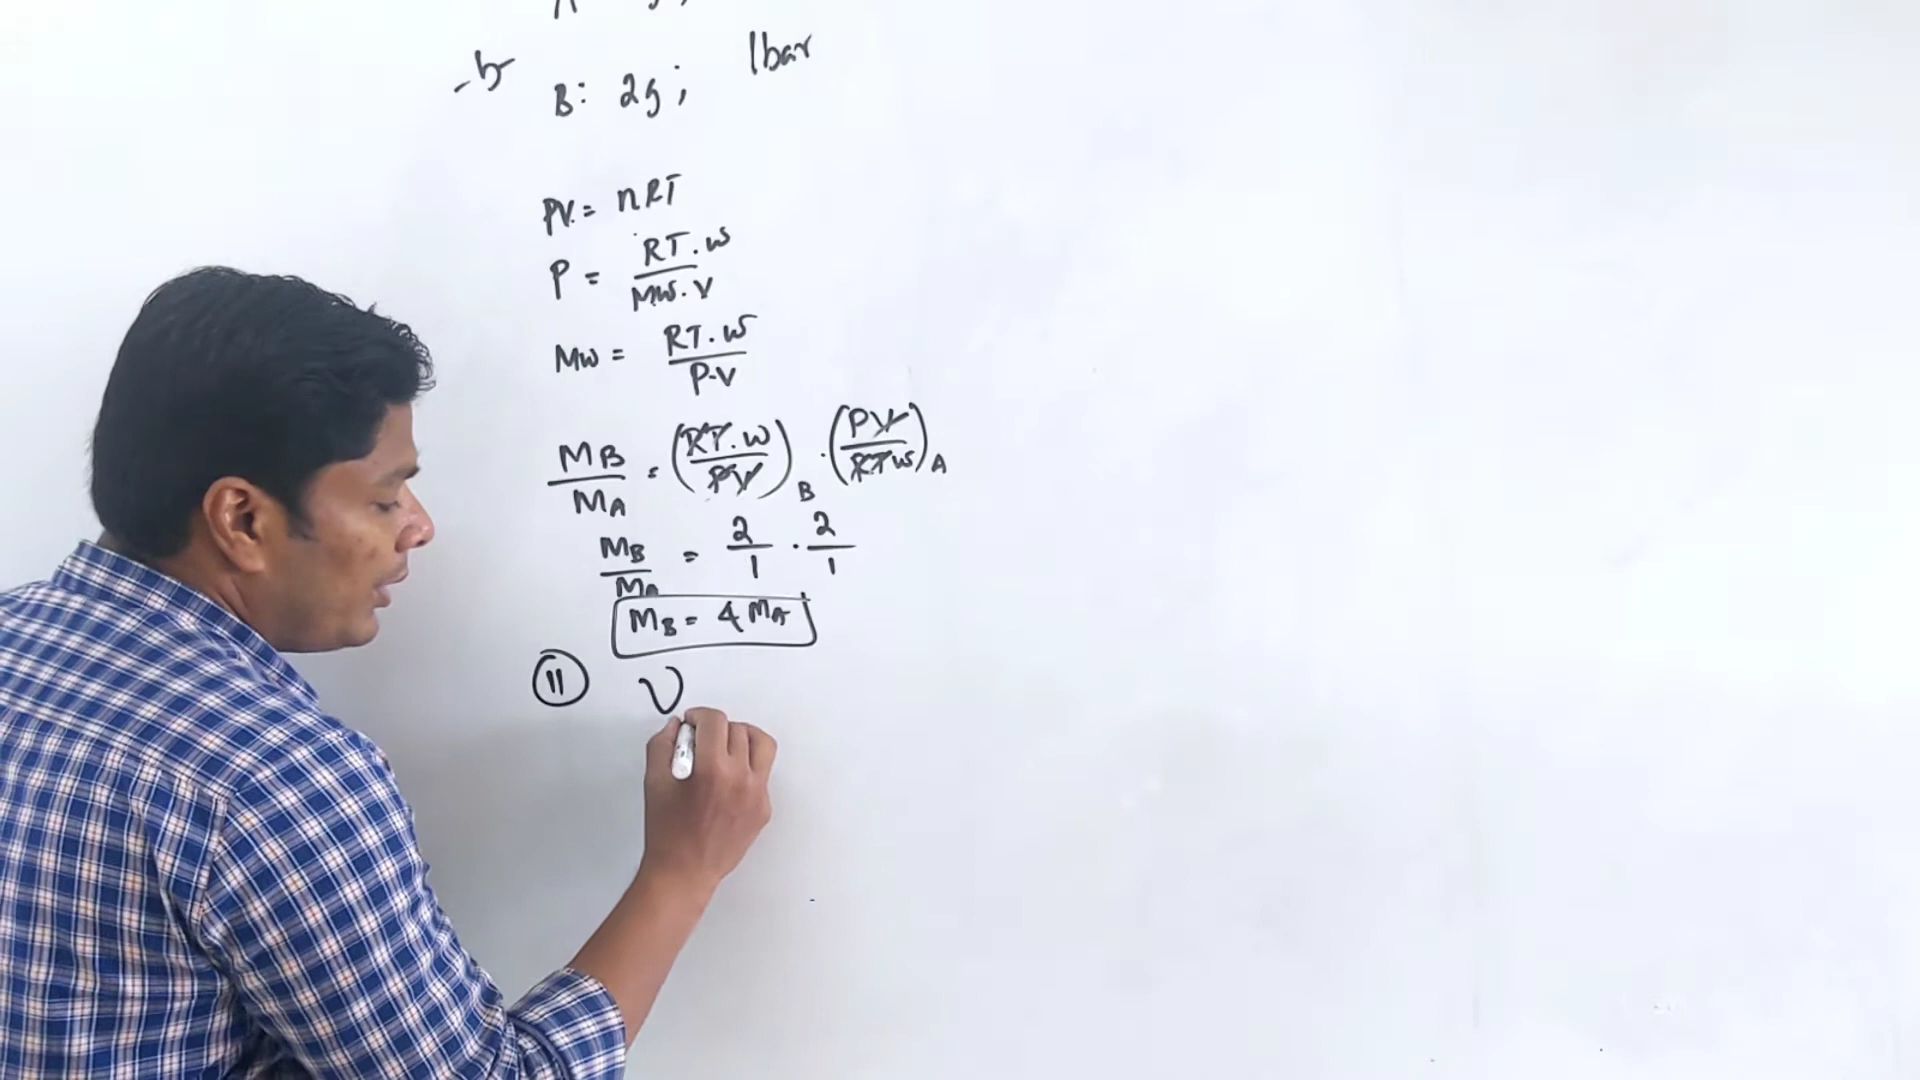 1bar
B: 2g;
PV = nRT
P = RT.w / Mw.V
Mw = RT.w / P.V
MB / MA = (RT.w / PV)B . (PV / RTw)A
MB / MA = 2/1 . 2/1
MB = 4 MA
11 V